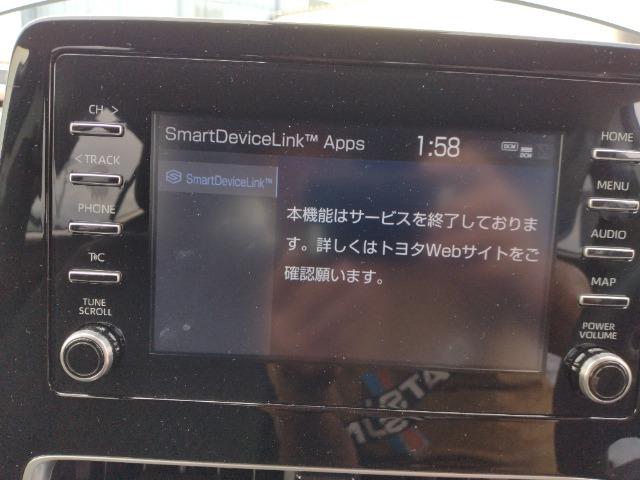 CH >
< TRACK
PHONE
T C
TUNE
SCROLL
SmartDeviceLink™ Apps
1:58
DCM
DCM
SmartDeviceLink™
本機能はサービスを終了しておりま
す。詳しくはトヨタWebサイトをご
確認願います。
HOME
MENU
AUDIO
MAP
POWER
VOLUME